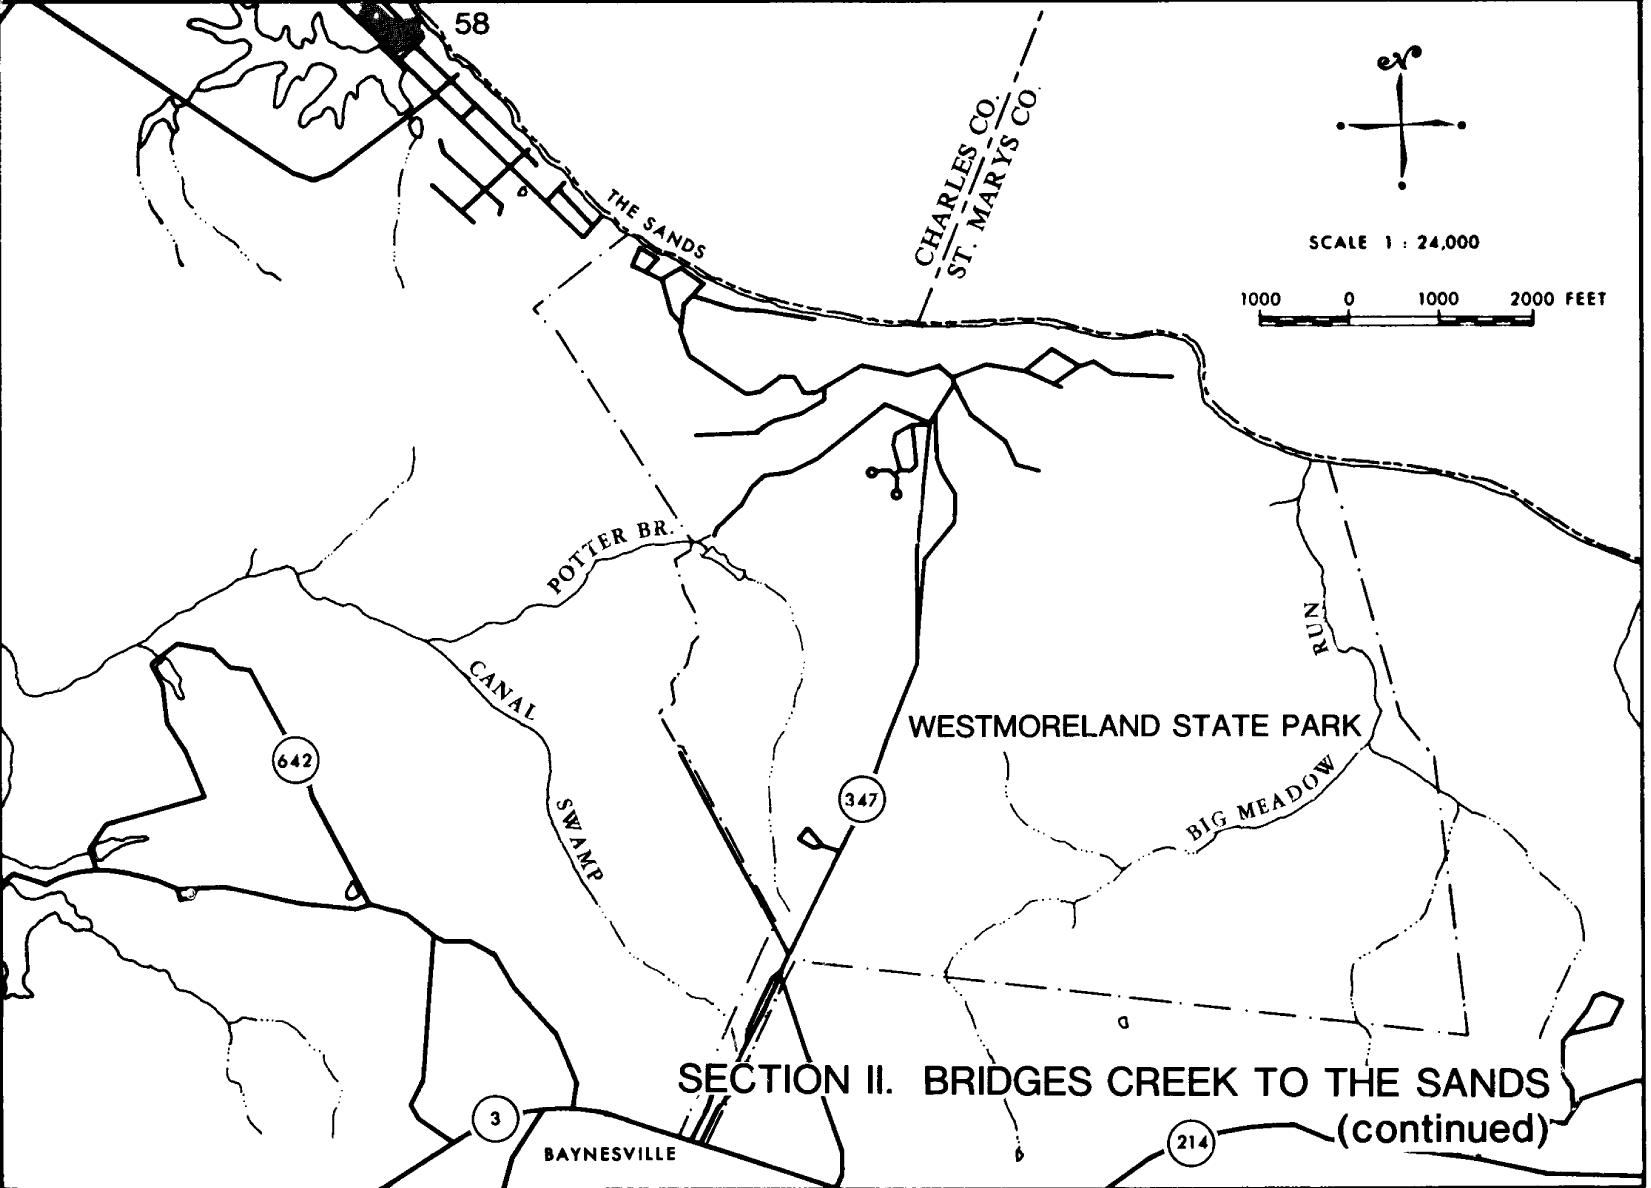 58
CHARLES CO.
ST. MARYS CO.
N
SCALE 1 : 24,000
1000 0 1000 2000 FEET
THE SANDS
POTTER BR.
CANAL SWAMP
RUN
BIG MEADOW
WESTMORELAND STATE PARK
642
347
SECTION II. BRIDGES CREEK TO THE SANDS
(continued)
3
BAYNESVILLE
214